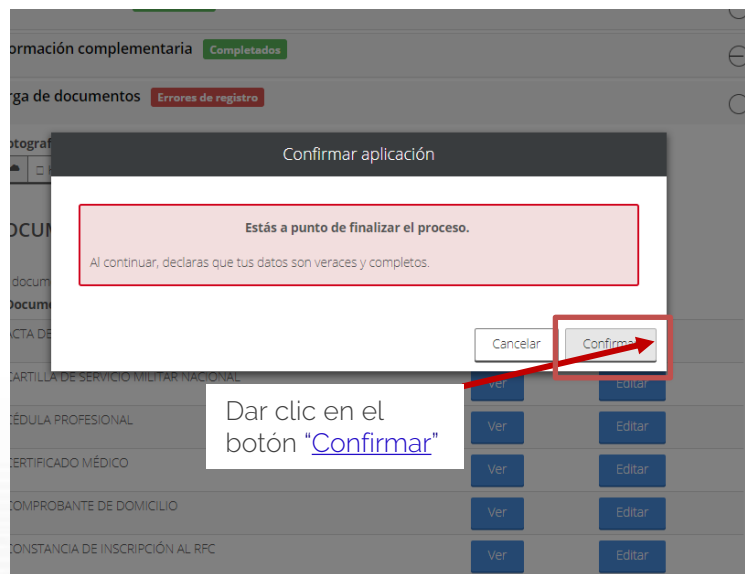 ormación complementaria Completados
rga de documentos Errores de registro
otograf
Confirmar aplicación
OCUM
Estás a punto de finalizar el proceso.
Al continuar, declaras que tus datos son veraces y completos.
docum
Docume
Cancelar Confirma
ACTA DE
CARTILLA DE SERVICIO MILITAR NACIONAL Ver Editar
Dar clic en el
botón “Confirmar”
CÉDULA PROFESIONAL Ver Editar
CERTIFICADO MÉDICO Ver Editar
COMPROBANTE DE DOMICILIO Ver Editar
CONSTANCIA DE INSCRIPCIÓN AL RFC Ver Editar